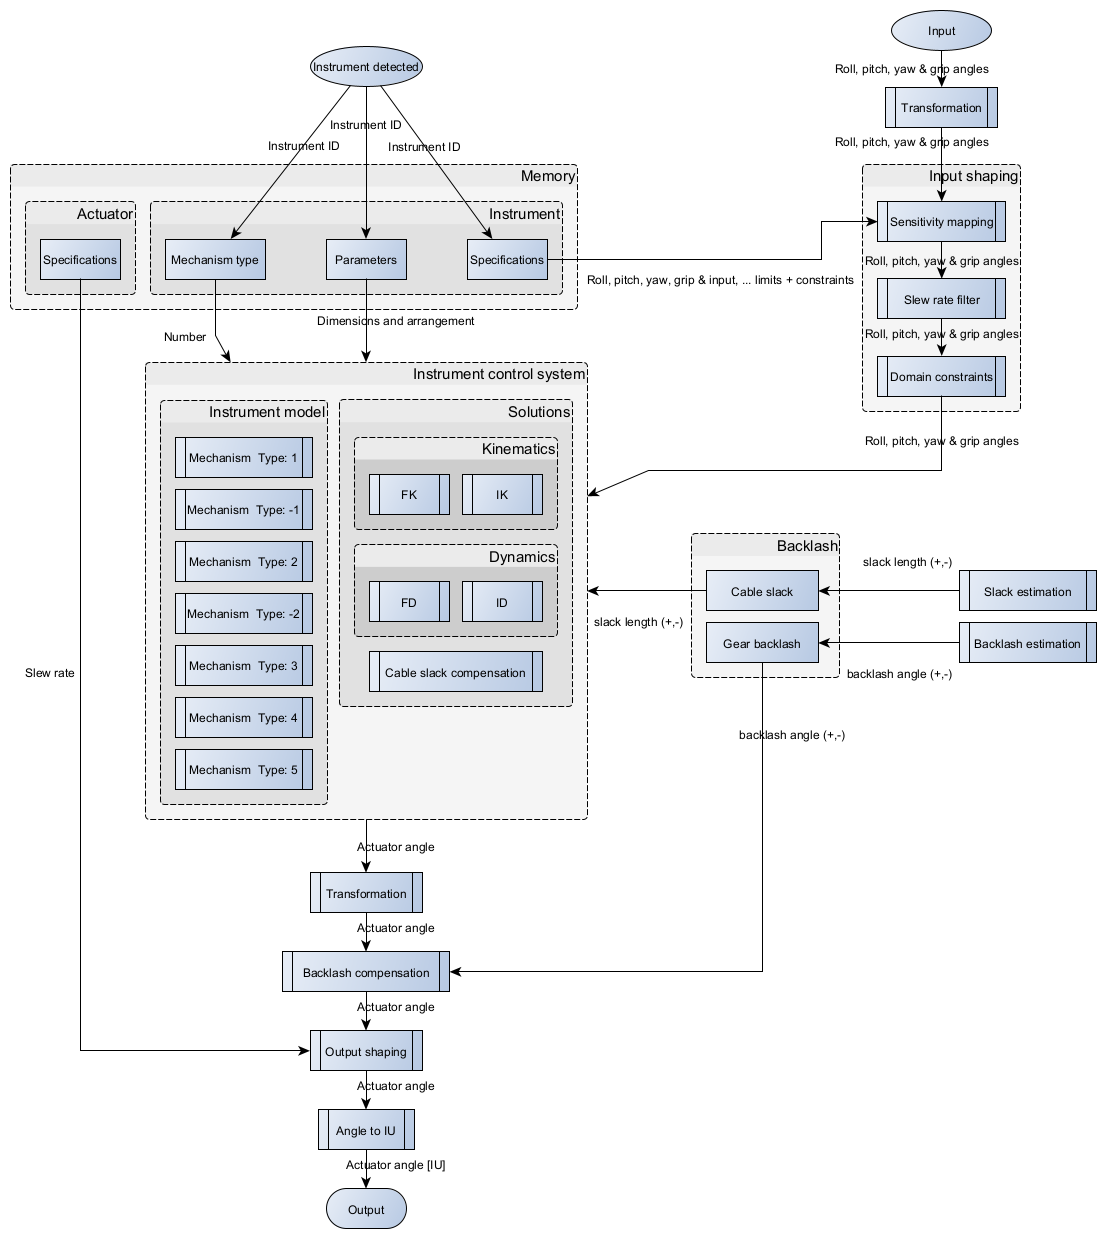 Input
Instrument detected
Roll, pitch, yaw & grip angles
Transformation
Instrument ID
Instrument ID
Instrument ID
Roll, pitch, yaw & grip angles
Memory
Input shaping
Actuator
Instrument
Specifications
Mechanism type
Parameters
Specifications
Sensitivity mapping
Roll, pitch, yaw & grip angles
Roll, pitch, yaw, grip & input, ... limits + constraints
Slew rate filter
Dimensions and arrangement
Number
Roll, pitch, yaw & grip angles
Domain constraints
Roll, pitch, yaw & grip angles
Instrument control system
Instrument model
Mechanism Type: 1
Mechanism Type: -1
Mechanism Type: 2
Mechanism Type: -2
Mechanism Type: 3
Mechanism Type: 4
Mechanism Type: 5
Solutions
Kinematics
FK
IK
Dynamics
FD
ID
Cable slack compensation
Backlash
Cable slack
Gear backlash
slack length (+,-)
Slack estimation
slack length (+,-)
Backlash estimation
backlash angle (+,-)
backlash angle (+,-)
Slew rate
Actuator angle
Transformation
Actuator angle
Backlash compensation
Actuator angle
Output shaping
Actuator angle
Angle to IU
Actuator angle [IU]
Output